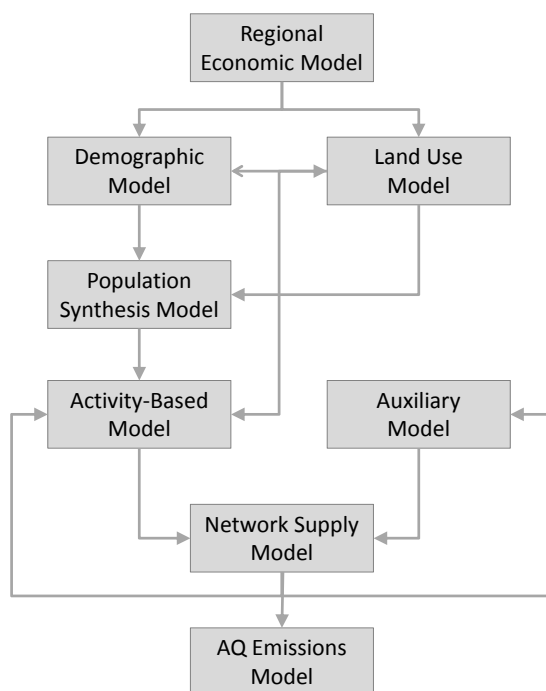 Regional
Economic Model
Demographic
Model
Land Use
Model
Population
Synthesis Model
Activity-Based
Model
Auxiliary
Model
Network Supply
Model
AQ Emissions
Model